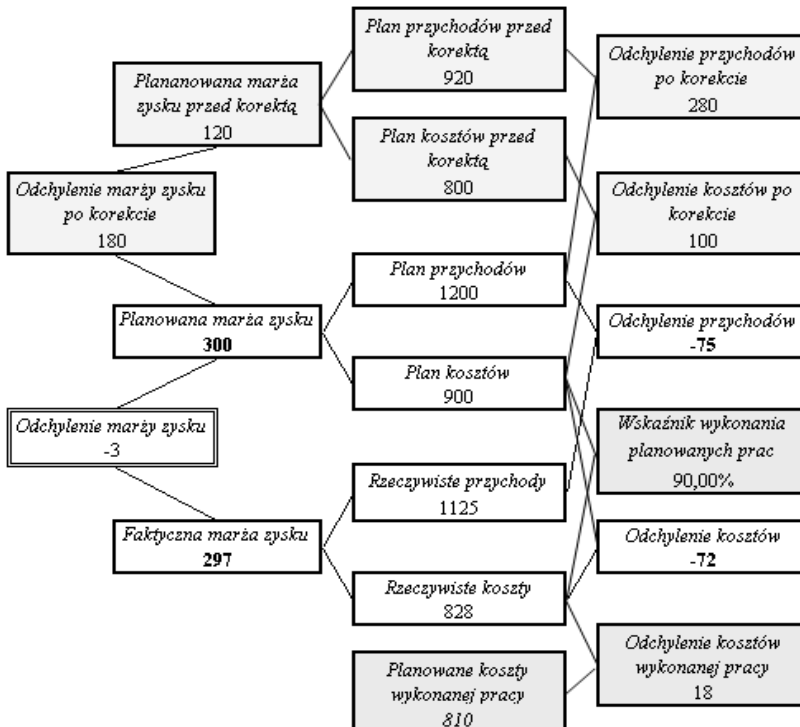 Plan przychodów przed
korektą
920
Odchylenie przychodów
po korekcie
280
Plananowana marża
zysku przed korektą
120
Plan kosztów przed
korektą
800
Odchylenie marży zysku
po korekcie
180
Odchylenie kosztów po
korekcie
100
Plan przychodów
1200
Planowana marża zysku
300
Odchylenie przychodów
-75
Plan kosztów
900
Odchylenie marży zysku
-3
Wskaźnik wykonania
planowanych prac
90,00%
Rzeczywiste przychody
1125
Faktyczna marża zysku
297
Odchylenie kosztów
-72
Rzeczywiste koszty
828
Odchylenie kosztów
wykonanej pracy
18
Planowane koszty
wykonanej pracy
810